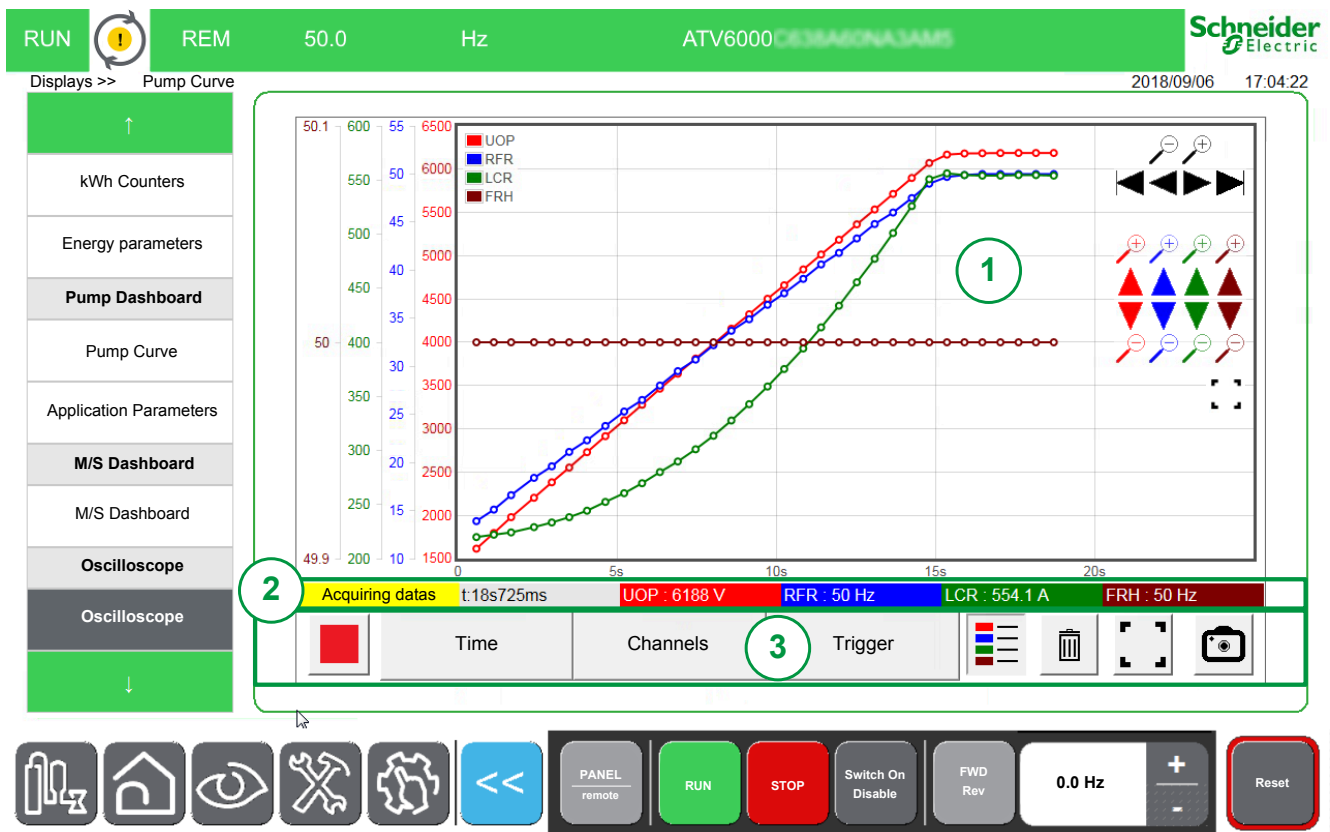 RUN ! REM 50.0 Hz ATV6000
Schneider Electric
Displays >> Pump Curve
2018/09/06 17:04:22
↑
kWh Counters
Energy parameters
Pump Dashboard
Pump Curve
Application Parameters
M/S Dashboard
M/S Dashboard
Oscilloscope
Oscilloscope
↓
50.1 600 55 6500
550 50 6000
500 45 5500
450 40 5000
35 4500
50 400 4000
350 30 3500
25 3000
300 20 2500
250 15 2000
49.9 200 10 1500
UOP
RFR
LCR
FRH
1
0 5s 10s 15s 20s
2
Acquiring datas t:18s725ms UOP : 6188 V RFR : 50 Hz LCR : 554.1 A FRH : 50 Hz
Time Channels 3 Trigger
<<
PANEL
remote
RUN
STOP
Switch On
Disable
FWD
Rev
0.0 Hz
+
-
Reset